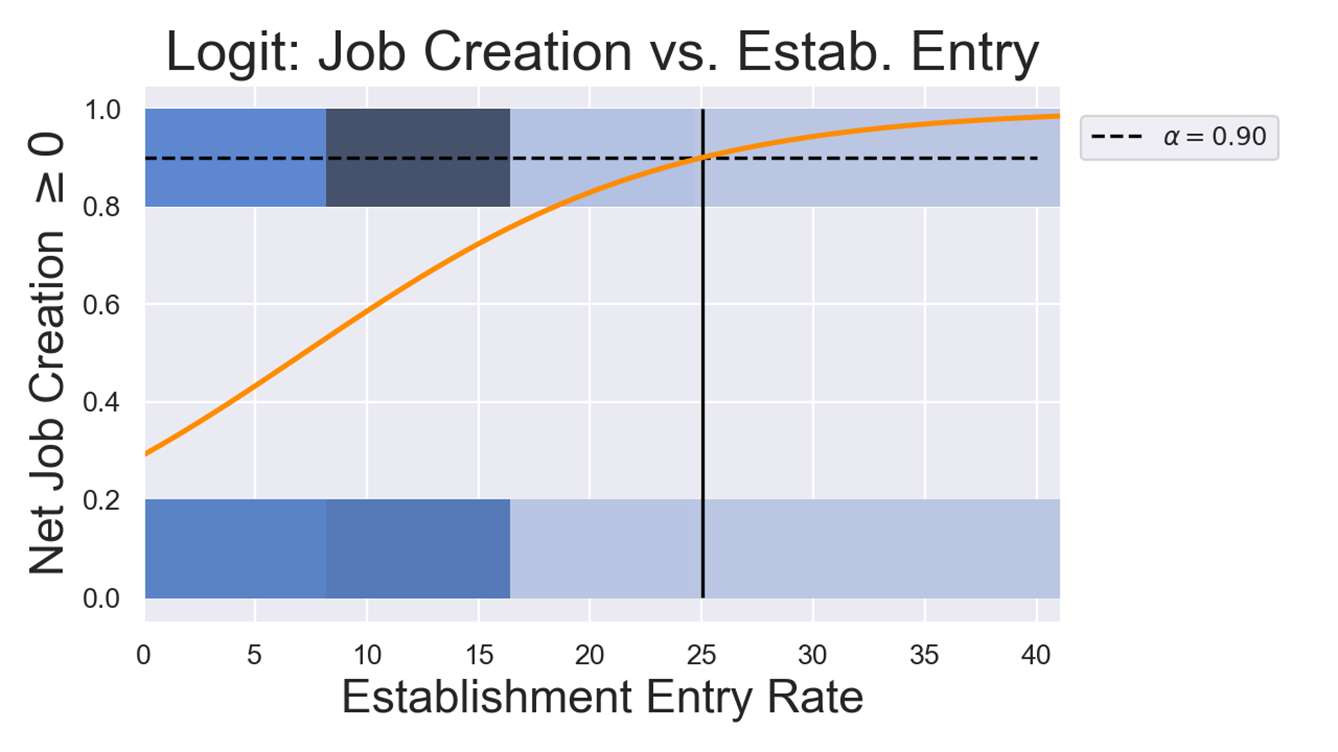 Logit: Job Creation vs. Estab. Entry
Net Job Creation ≥ 0
1.0
0.8
0.6
0.4
0.2
0.0
α = 0.90
0 5 10 15 20 25 30 35 40
Establishment Entry Rate